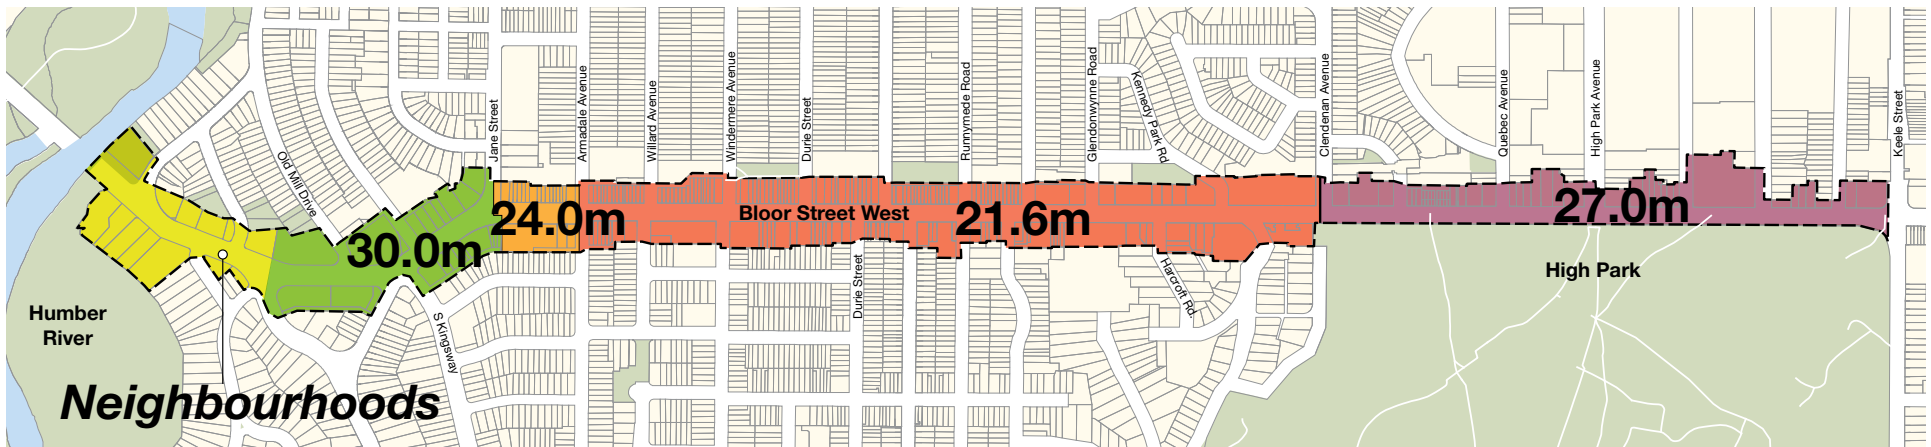 Old Mill Drive
Jane Street
Armadale Avenue
Willard Avenue
Windermere Avenue
Durie Street
Runnymede Road
Glendonwynne Road
Kennedy Park Rd.
Clendenan Avenue
Quebec Avenue
High Park Avenue
Keele Street
30.0m
24.0m
Bloor Street West
21.6m
27.0m
Humber
River
S Kingsway
Durie Street
Harcroft Rd.
High Park
Neighbourhoods